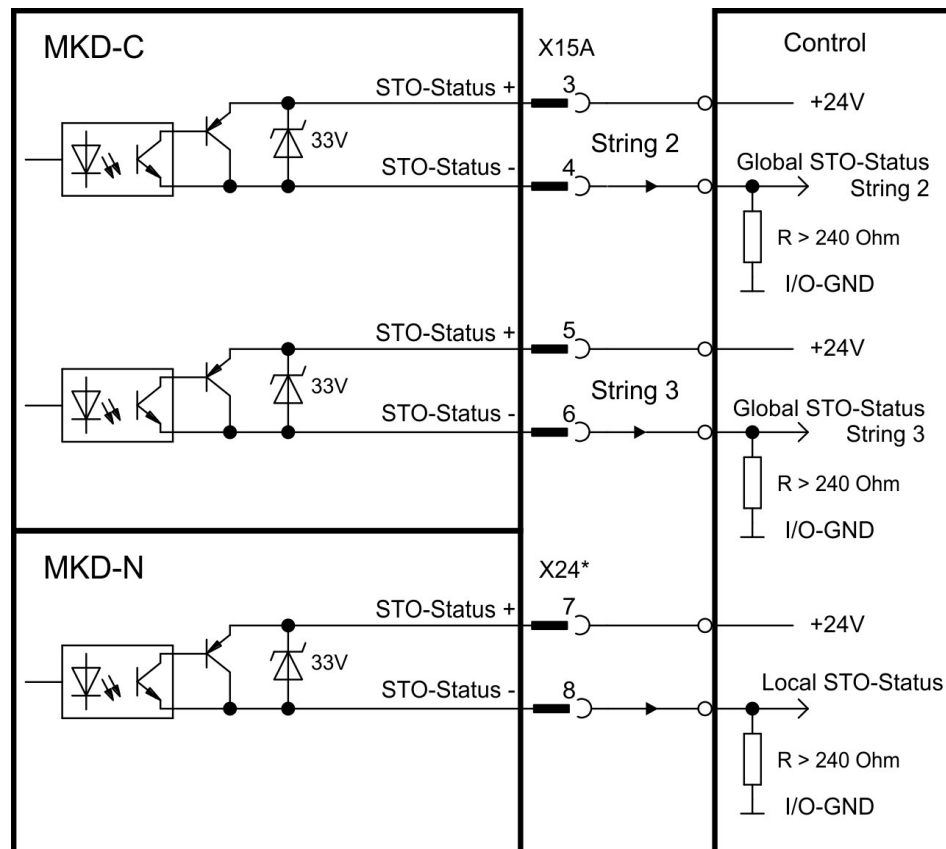 MKD-C
X15A
Control
STO-Status +
3
+24V
33V
String 2
STO-Status -
4
Global STO-Status
String 2
R > 240 Ohm
I/O-GND
STO-Status +
5
+24V
33V
String 3
STO-Status -
6
Global STO-Status
String 3
R > 240 Ohm
I/O-GND
MKD-N
X24*
STO-Status +
7
+24V
33V
STO-Status -
8
Local STO-Status
R > 240 Ohm
I/O-GND